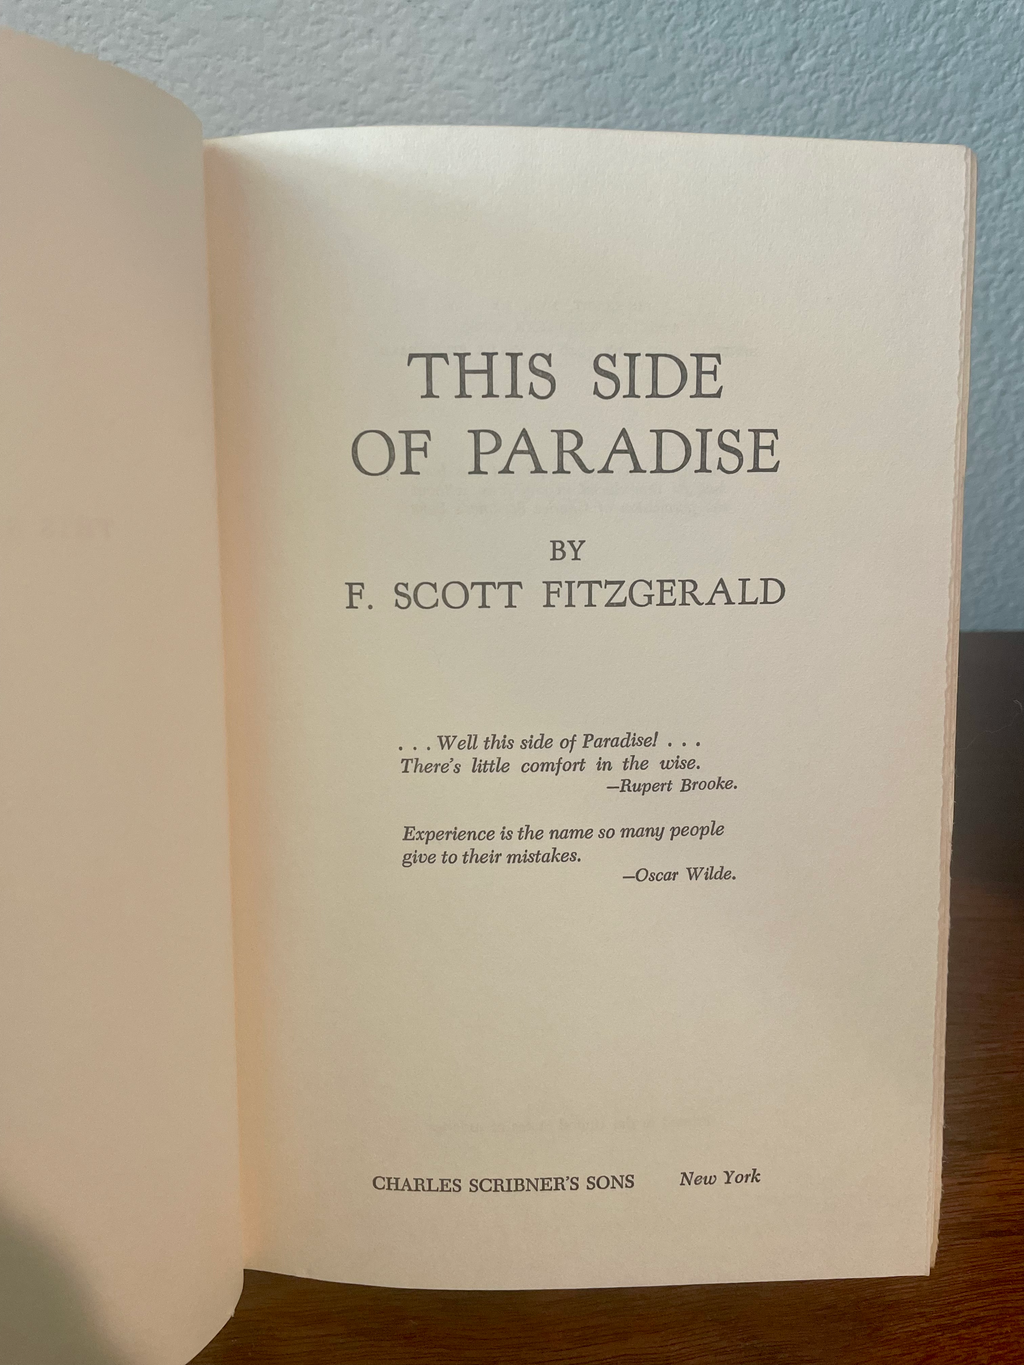 THIS SIDE
OF PARADISE
BY
F. SCOTT FITZGERALD
. . . Well this side of Paradise! . . .
There's little comfort in the wise.
—Rupert Brooke.
Experience is the name so many people
give to their mistakes.
—Oscar Wilde.
CHARLES SCRIBNER'S SONS New York